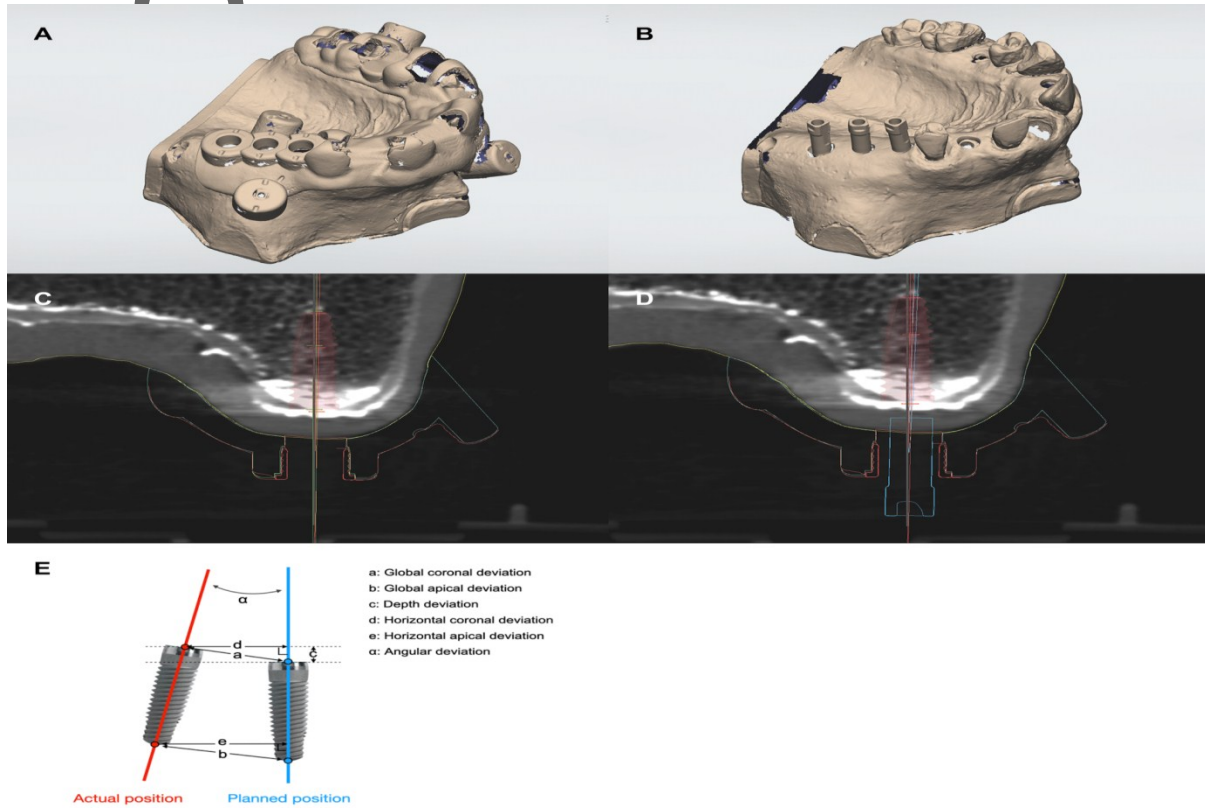 A
B
C
D
E
a: Global coronal deviation
b: Global apical deviation
c: Depth deviation
d: Horizontal coronal deviation
e: Horizontal apical deviation
α: Angular deviation
α
d
a
c
e
b
Actual position
Planned position